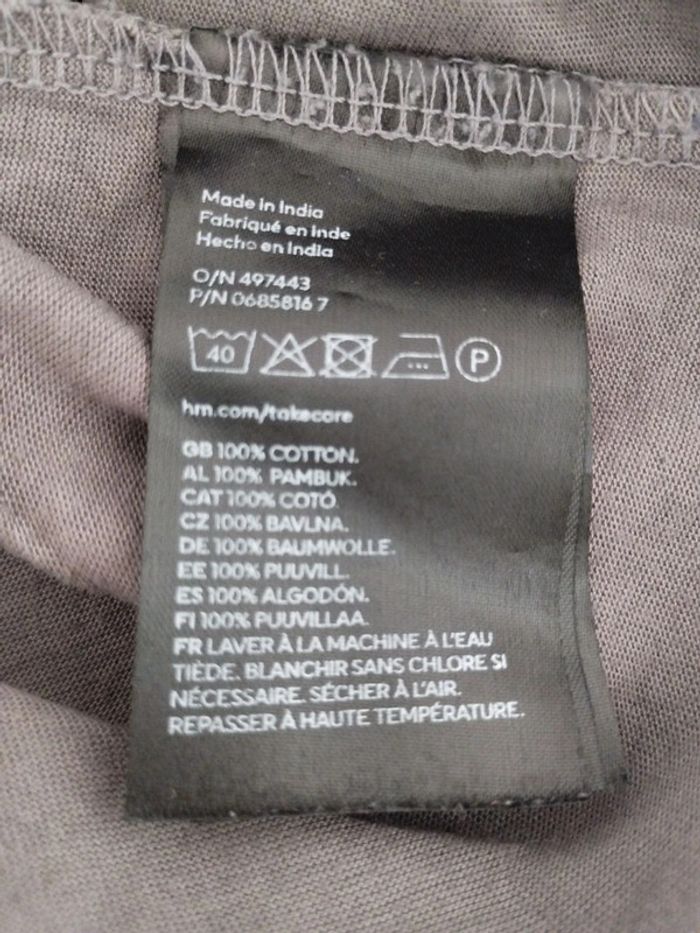 Made in India
Fabriqué en Inde
Hecho en India
O/N 497443
P/N 0685816 7
40 P
hm.com/takecare
GB 100% COTTON.
AL 100% PAMBUK.
CAT 100% COTÓ.
CZ 100% BAVLNA.
DE 100% BAUMWOLLE.
EE 100% PUUVILL.
ES 100% ALGODÓN.
FI 100% PUUVILLAA.
FR LAVER À LA MACHINE À L'EAU
TIÈDE. BLANCHIR SANS CHLORE SI
NÉCESSAIRE. SÉCHER À L'AIR.
REPASSER À HAUTE TEMPÉRATURE.